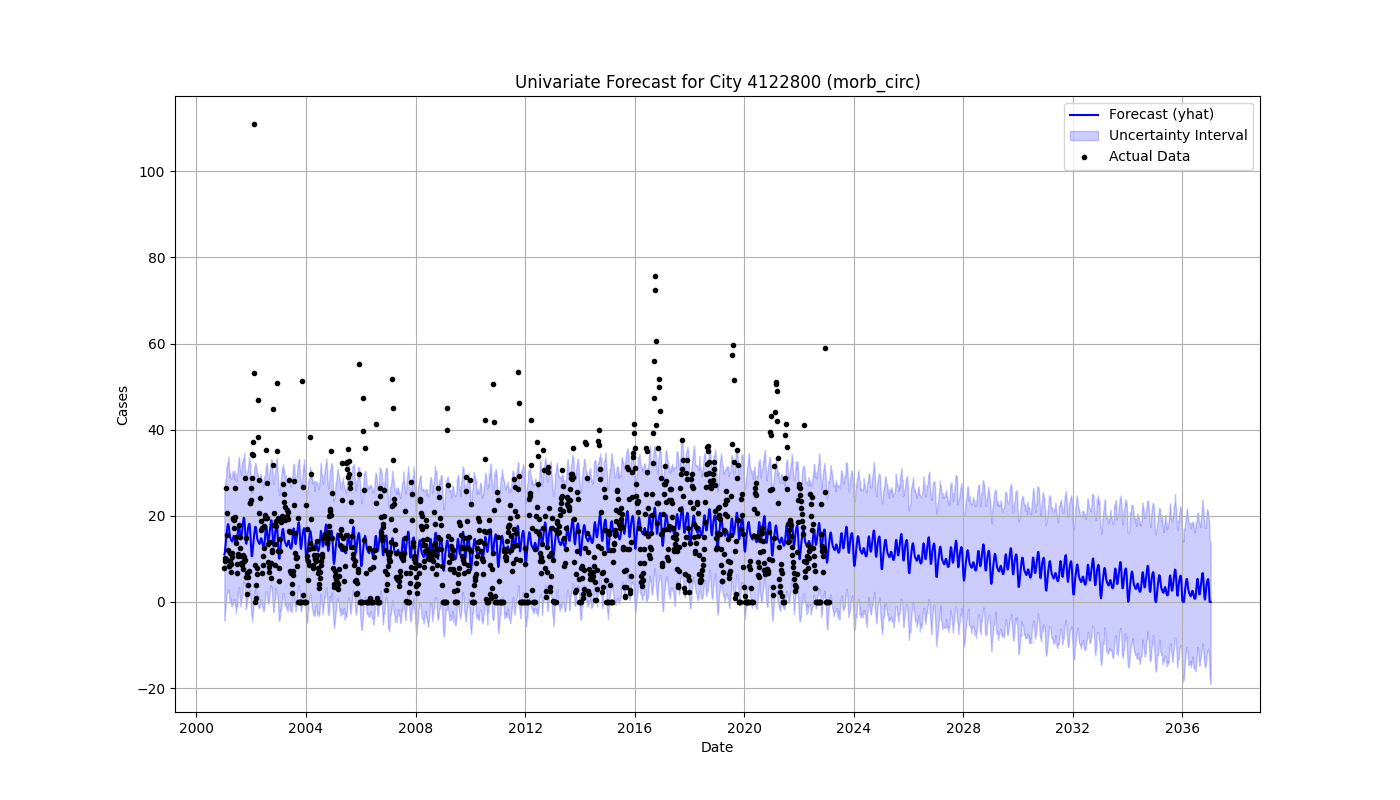 Univariate Forecast for City 4122800 (morb_circ)
Forecast (yhat)
Uncertainty Interval
Actual Data
Cases
100
80
60
40
20
0
−20
2000 2004 2008 2012 2016 2020 2024 2028 2032 2036
Date